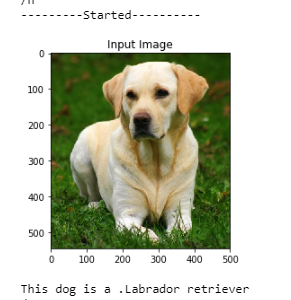 /n
---------Started----------
Input Image
0
100
200
300
400
500
0 100 200 300 400 500
This dog is a .Labrador retriever